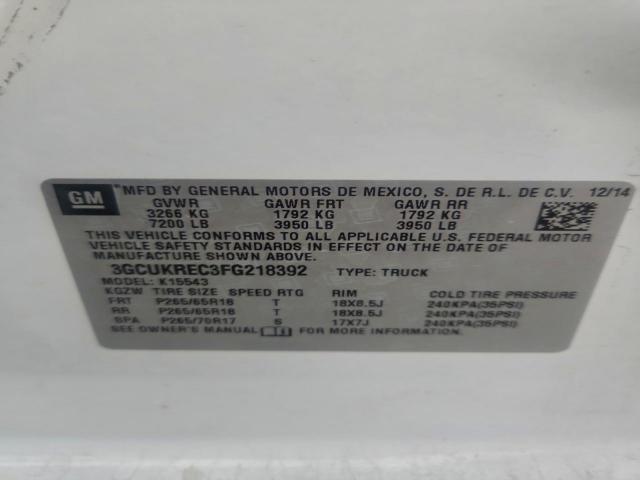 GM MFD BY GENERAL MOTORS DE MEXICO, S. DE R.L. DE C.V. 12/14
GVWR GAWR FRT GAWR RR
3266 KG 1792 KG 1792 KG
7200 LB 3950 LB 3950 LB
THIS VEHICLE CONFORMS TO ALL APPLICABLE U.S. FEDERAL MOTOR
VEHICLE SAFETY STANDARDS IN EFFECT ON THE DATE OF
MANUFACTURE SHOWN ABOVE.
3GCUKREC3FG218392 TYPE: TRUCK
MODEL: K15543
KGZW TIRE SIZE SPEED RTG RIM COLD TIRE PRESSURE
FRT P265/65R18 T 18X8.5J 240KPA(35PSI)
RR P265/65R18 T 18X8.5J 240KPA(35PSI)
SPA P265/70R17 S 17X7J 240KPA(35PSI)
SEE OWNER'S MANUAL FOR MORE INFORMATION.